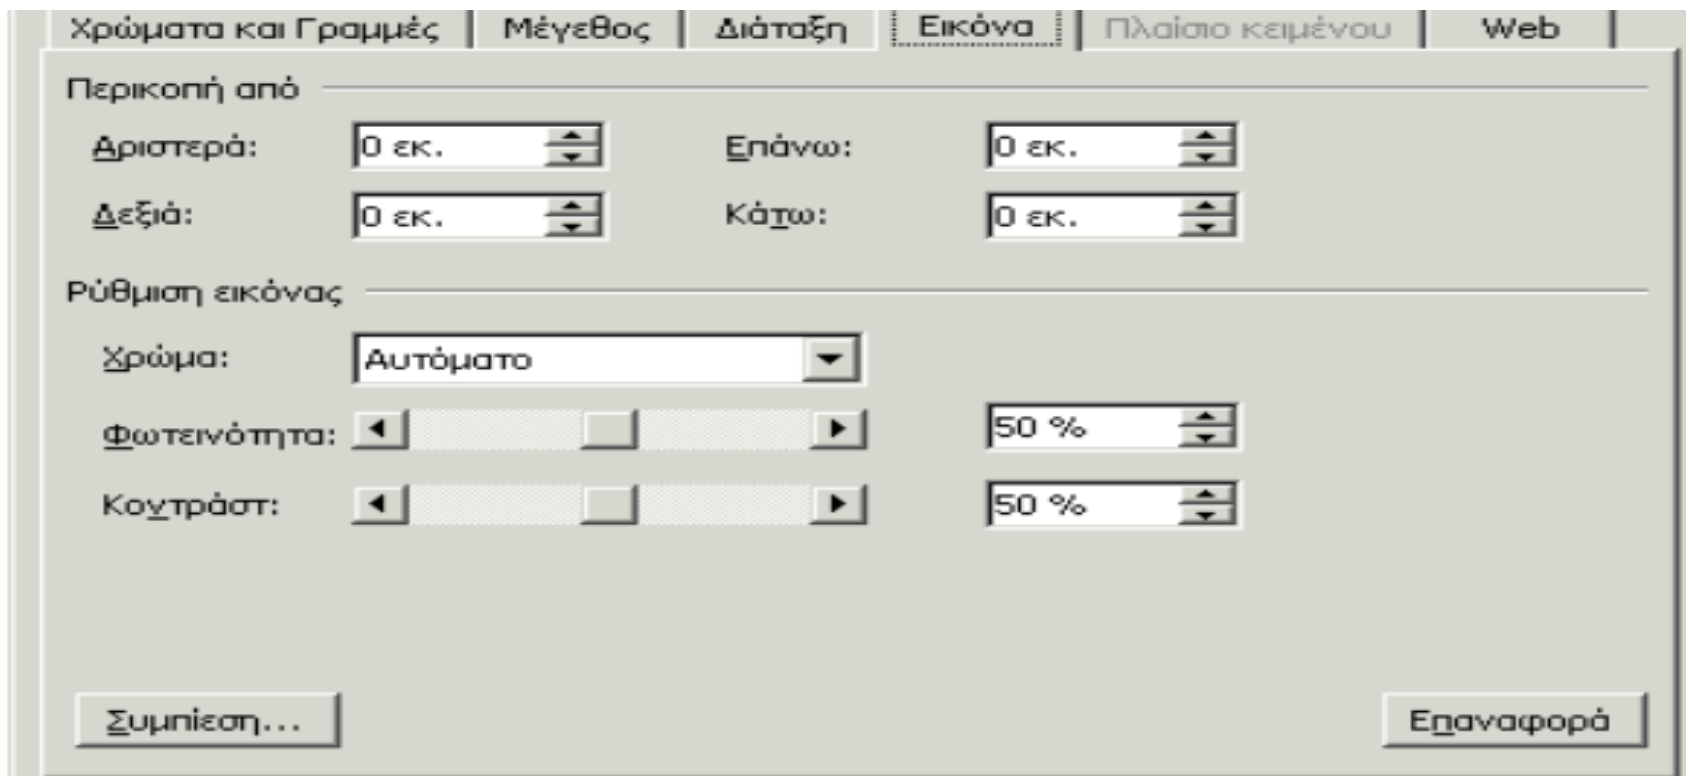 Χρώματα και Γραμμές Μέγεθος Διάταξη Εικόνα Πλαίσιο κειμένου Web
Περικοπή από
Αριστερά: 0 εκ. Επάνω: 0 εκ.
Δεξιά: 0 εκ. Κάτω: 0 εκ.
Ρύθμιση εικόνας
Χρώμα: Αυτόματο
Φωτεινότητα: 50 %
Κοντράστ: 50 %
Συμπίεση... Επαναφορά